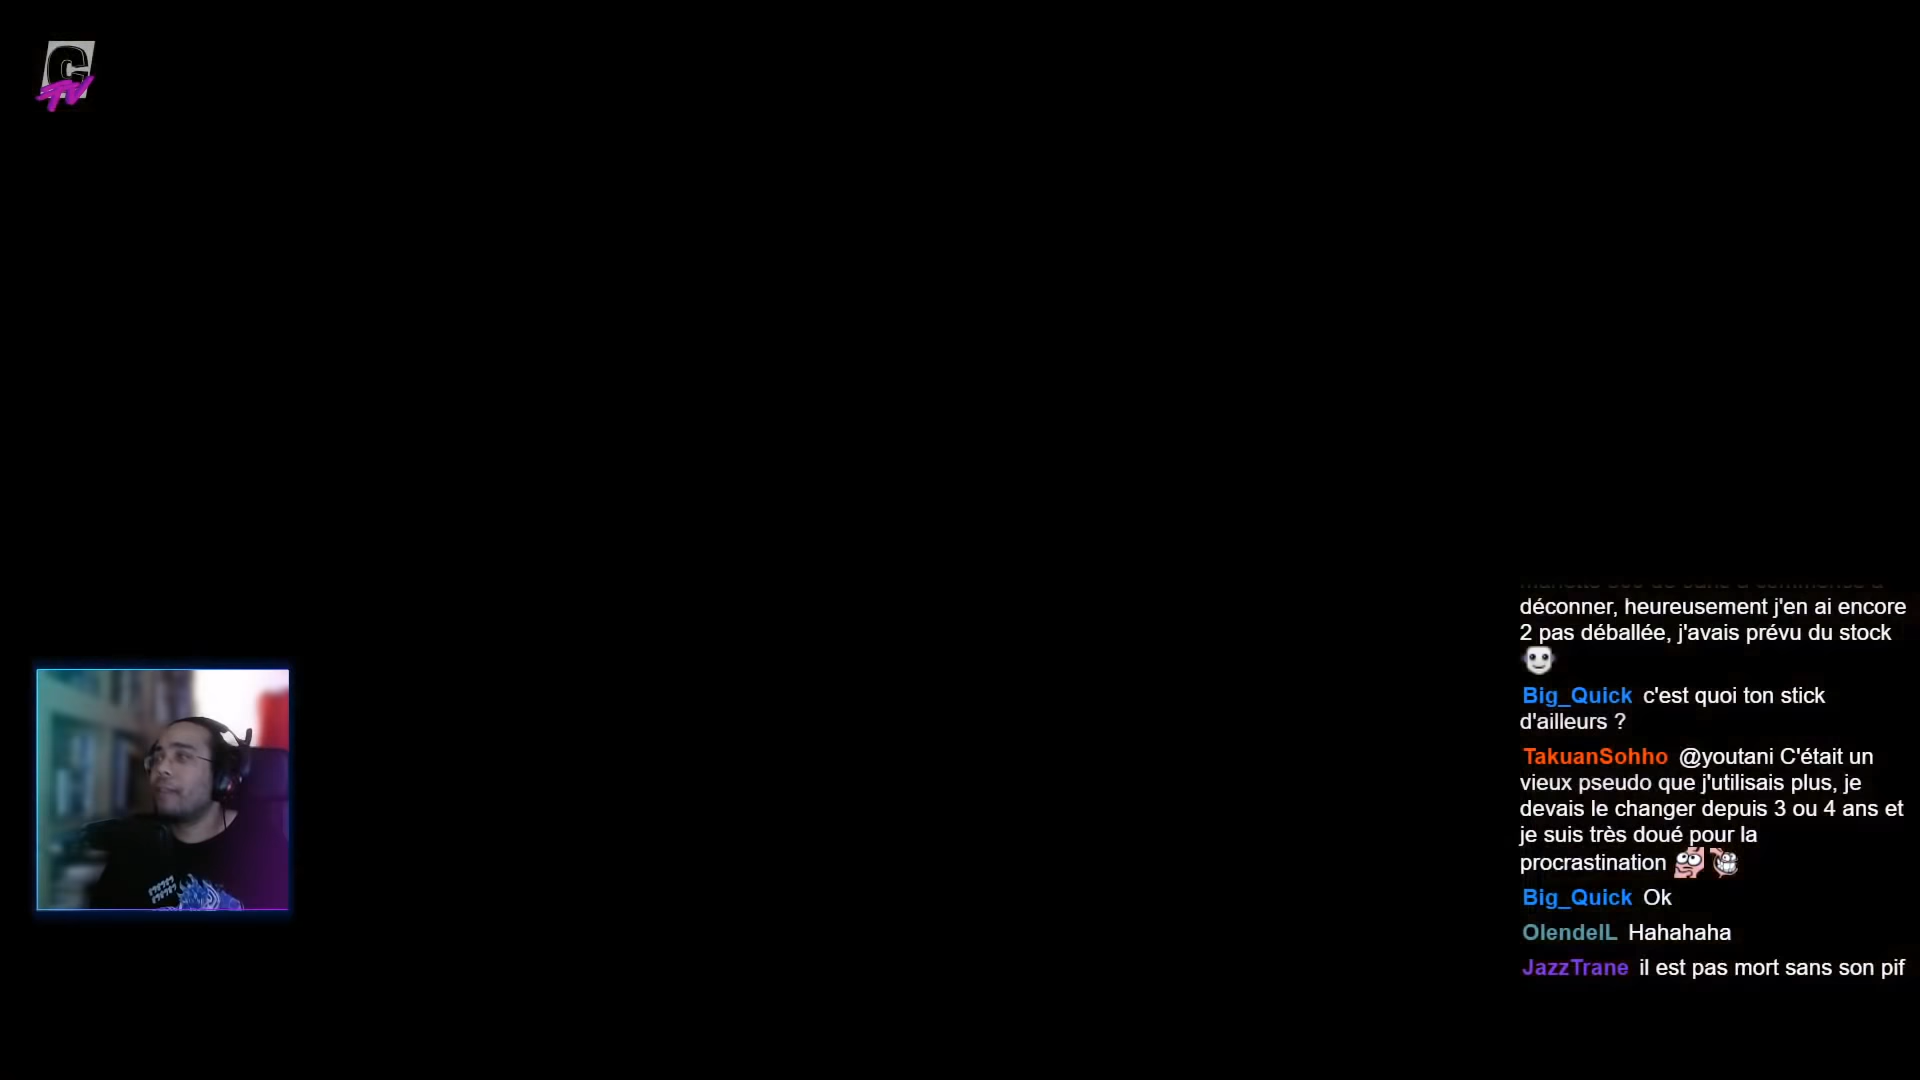 C
TV
déconner, heureusement j'en ai encore
2 pas déballée, j'avais prévu du stock
Big_Quick c'est quoi ton stick
d'ailleurs ?
TakuanSohho @youtani C'était un
vieux pseudo que j'utilisais plus, je
devais le changer depuis 3 ou 4 ans et
je suis très doué pour la
procrastination
Big_Quick Ok
OlendelL Hahahaha
JazzTrane il est pas mort sans son pif